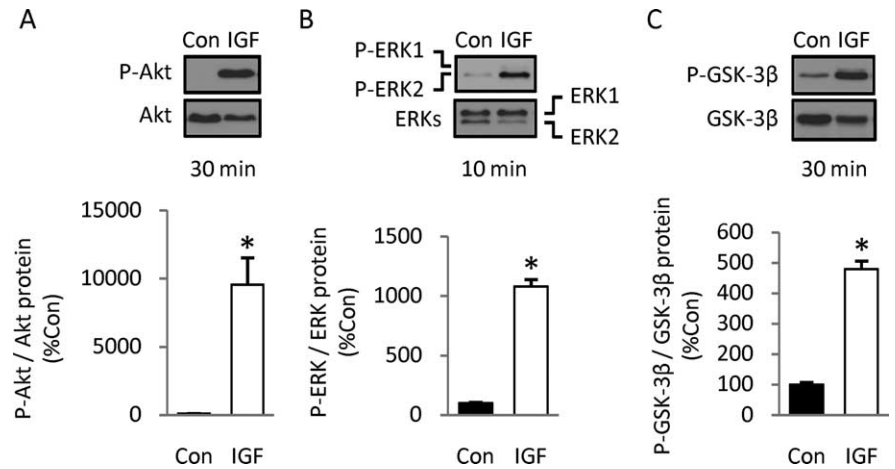 A
Con IGF
P-Akt
Akt
30 min
15000
10000
5000
0
P-Akt / Akt protein
(%Con)
*
Con IGF
B
Con IGF
P-ERK1
P-ERK2
ERKs
ERK1
ERK2
10 min
1500
1000
500
0
P-ERK / ERK protein
(%Con)
*
Con IGF
C
Con IGF
P-GSK-3β
GSK-3β
30 min
600
500
400
300
200
100
0
P-GSK-3β / GSK-3β protein
(%Con)
*
Con IGF